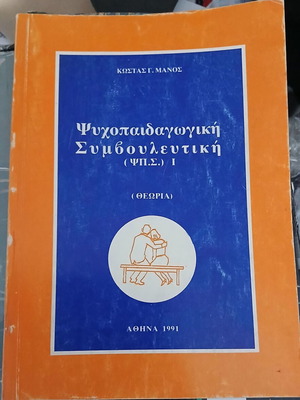 ΚΩΣΤΑΣ Γ. ΜΑΝΟΣ
Ψυχοπαιδαγωγική
Συμβουλευτική
(ΨΠ.Σ.) Ι
(ΘΕΩΡΙΑ)
ΑΘΗΝΑ 1991